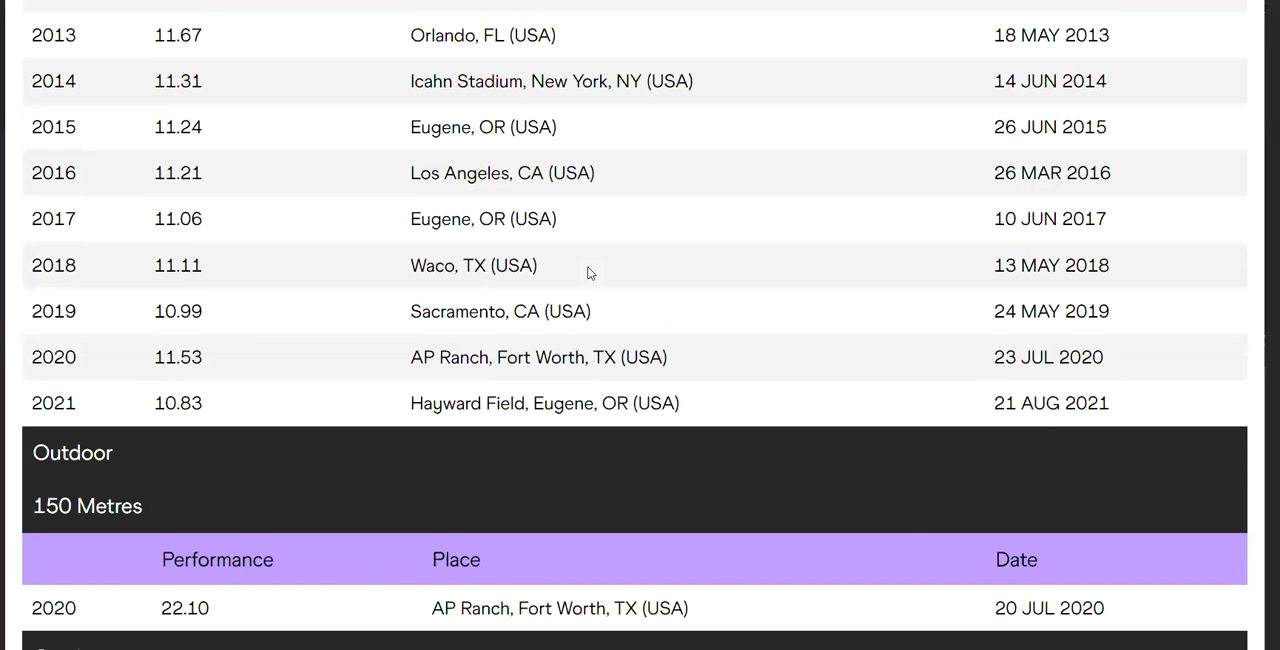 2013 11.67 Orlando, FL (USA) 18 MAY 2013
2014 11.31 Icahn Stadium, New York, NY (USA) 14 JUN 2014
2015 11.24 Eugene, OR (USA) 26 JUN 2015
2016 11.21 Los Angeles, CA (USA) 26 MAR 2016
2017 11.06 Eugene, OR (USA) 10 JUN 2017
2018 11.11 Waco, TX (USA) 13 MAY 2018
2019 10.99 Sacramento, CA (USA) 24 MAY 2019
2020 11.53 AP Ranch, Fort Worth, TX (USA) 23 JUL 2020
2021 10.83 Hayward Field, Eugene, OR (USA) 21 AUG 2021
Outdoor
150 Metres
Performance Place Date
2020 22.10 AP Ranch, Fort Worth, TX (USA) 20 JUL 2020